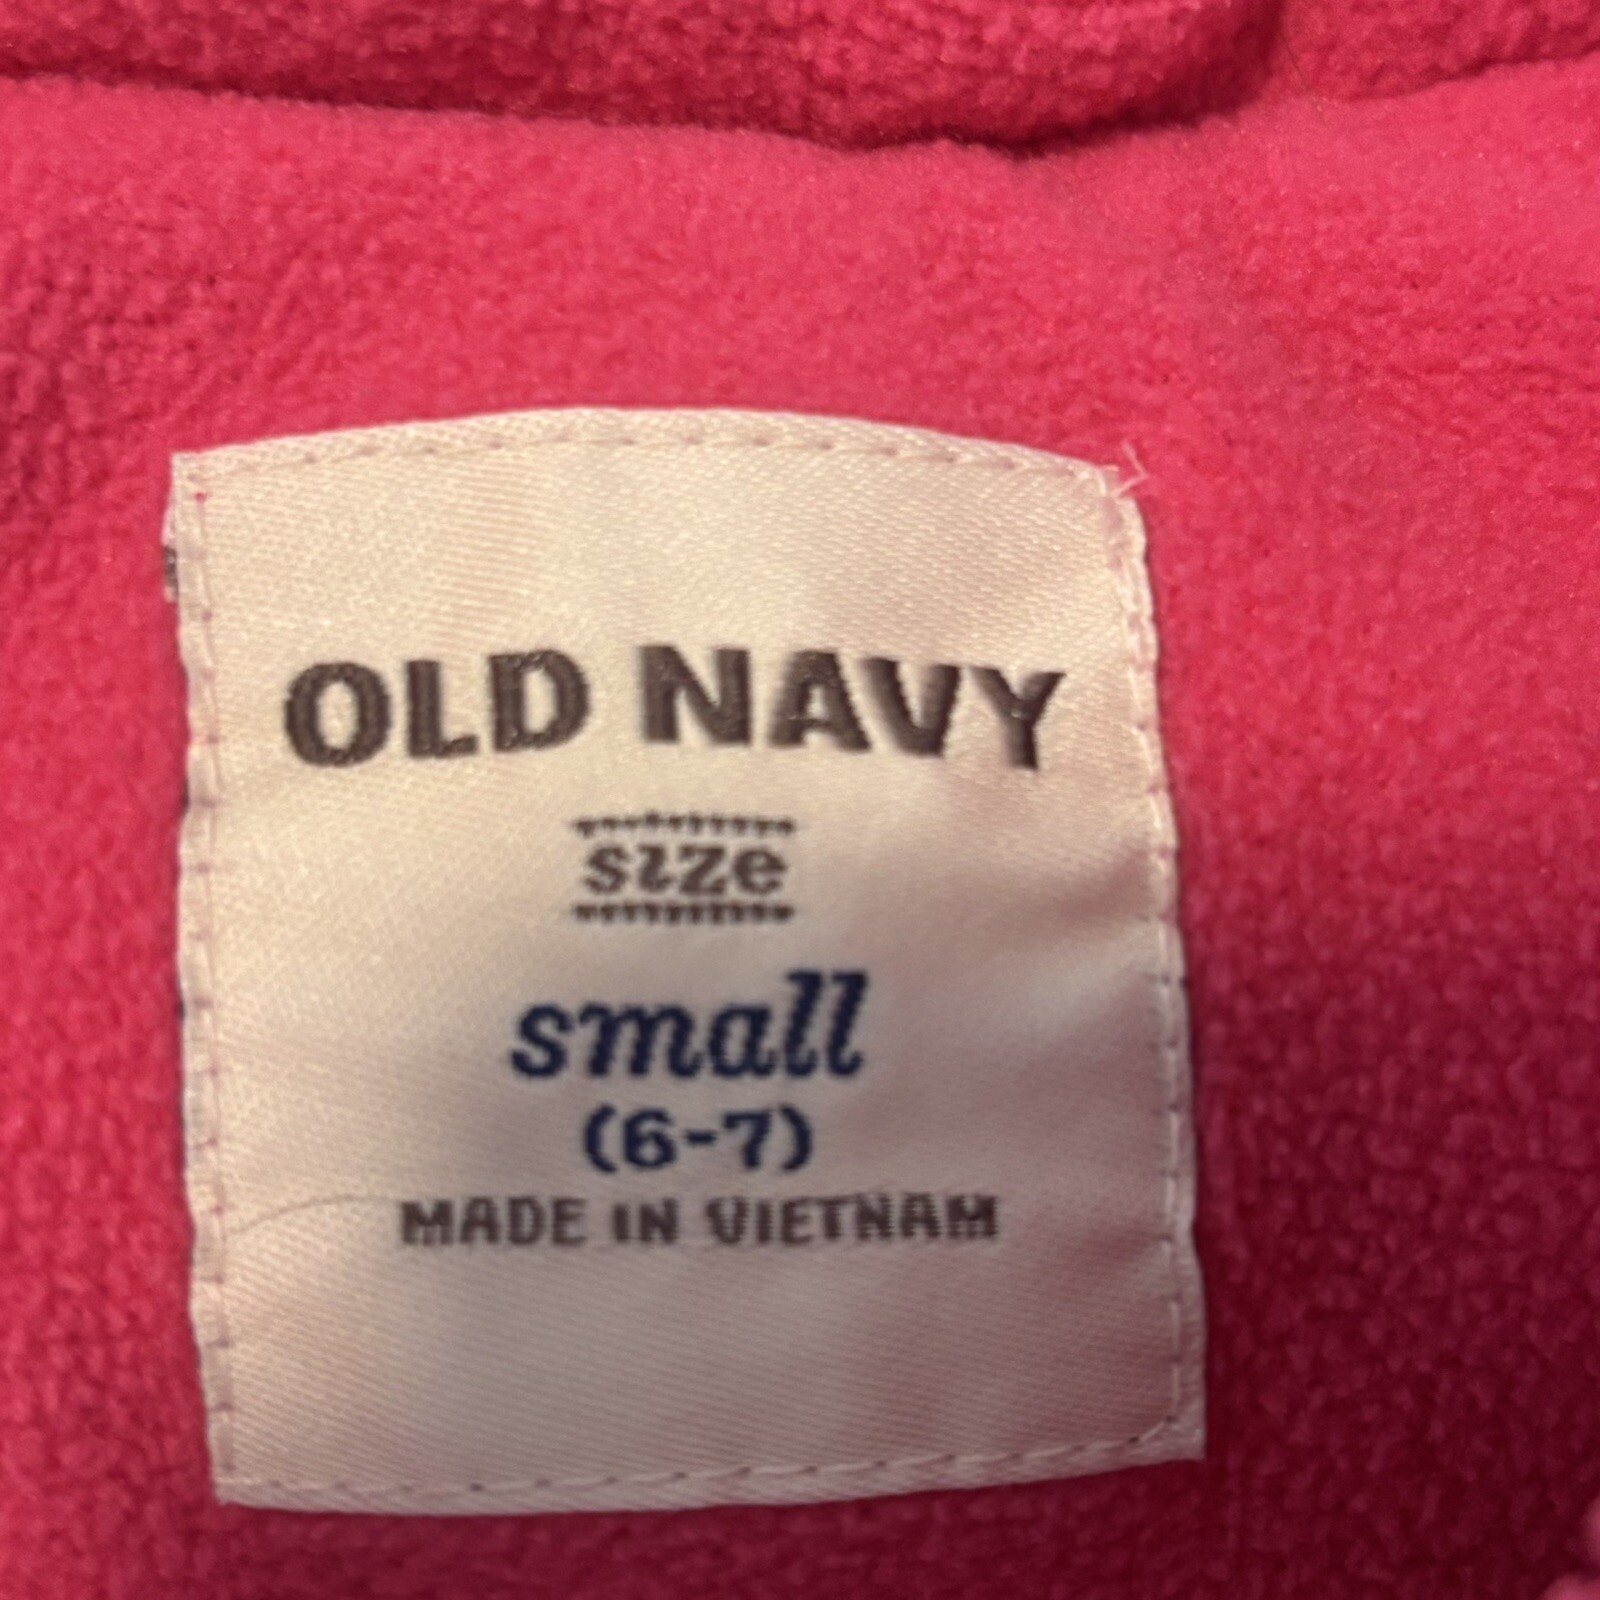 OLD NAVY
size
small
(6-7)
MADE IN VIETNAM